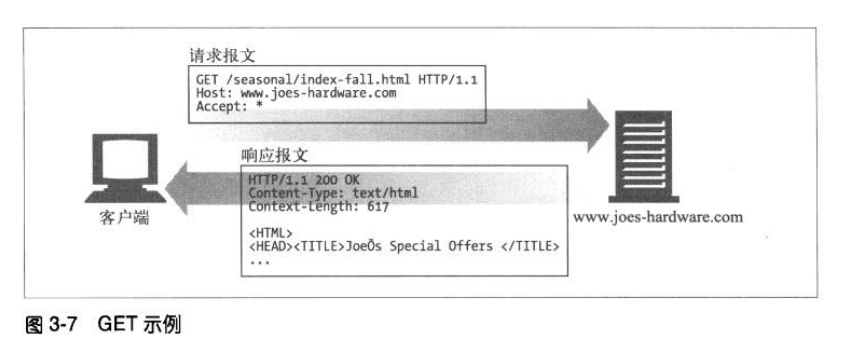 请求报文
GET /seasonal/index-fall.html HTTP/1.1
Host: www.joes-hardware.com
Accept: *
响应报文
HTTP/1.1 200 OK
Content-Type: text/html
Context-Length: 617
<HTML>
<HEAD><TITLE>JoeÕs Special Offers </TITLE>
...
客户端
www.joes-hardware.com
图 3-7 GET 示例